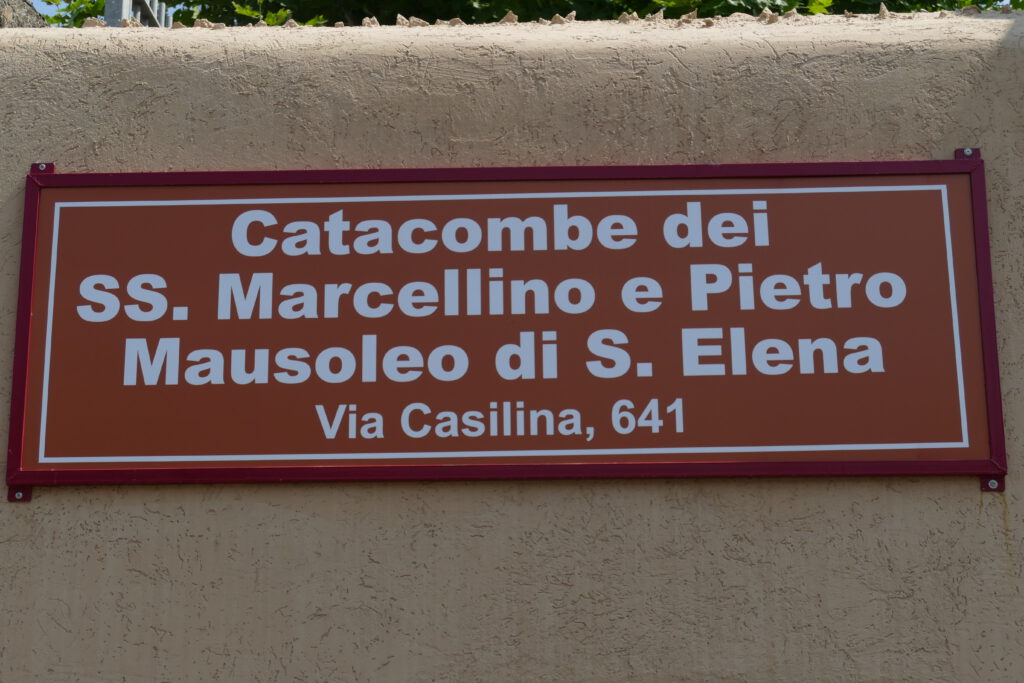 Catacombe dei
SS. Marcellino e Pietro
Mausoleo di S. Elena
Via Casilina, 641